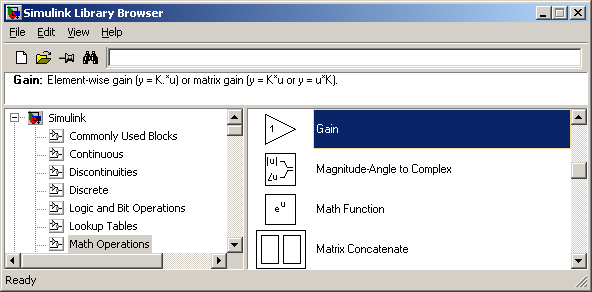 Simulink Library Browser
File Edit View Help
Gain: Element-wise gain (y = K.*u) or matrix gain (y = K*u or y = u*K).
Simulink
Commonly Used Blocks
Continuous
Discontinuities
Discrete
Logic and Bit Operations
Lookup Tables
Math Operations
1 Gain
|u| ∠u Magnitude-Angle to Complex
eᵘ Math Function
Matrix Concatenate
Ready